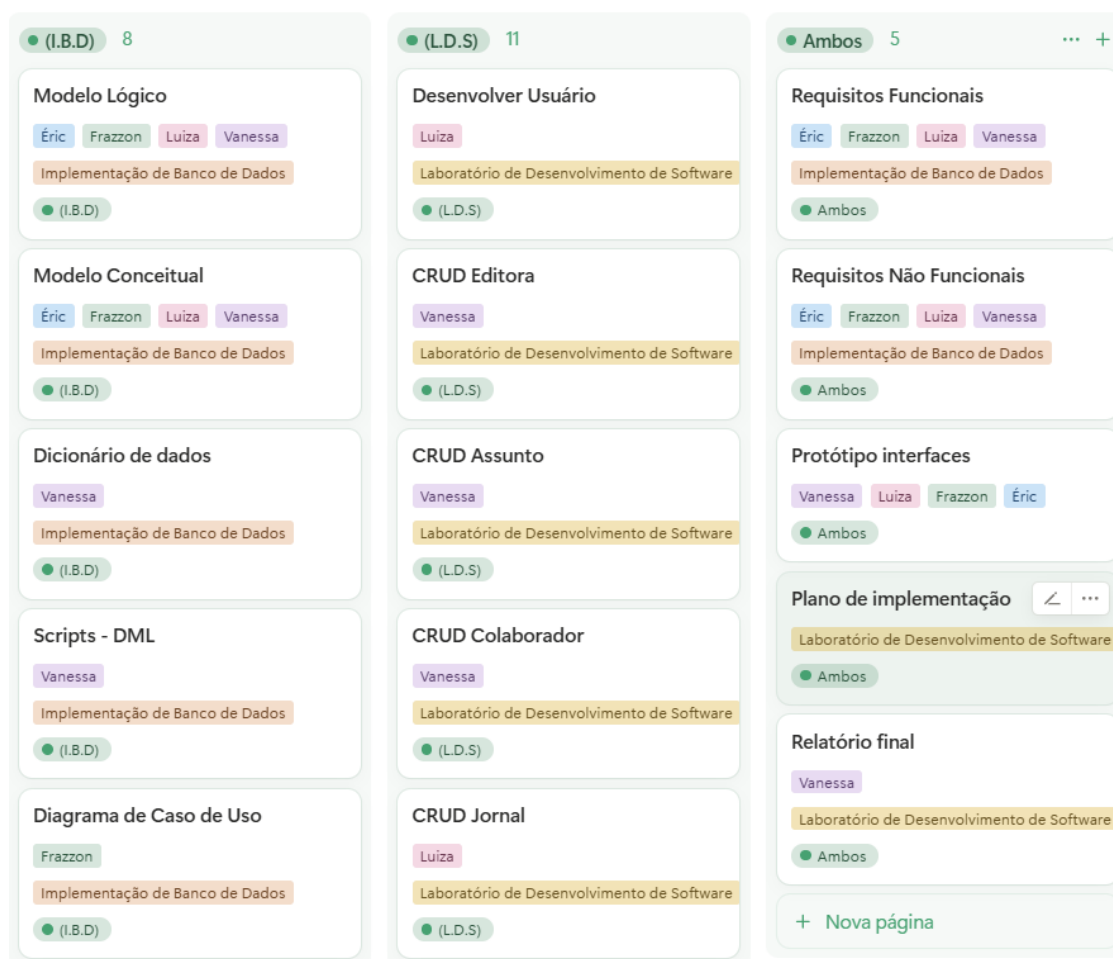 (I.B.D) 8
Modelo Lógico
Éric Frazzon Luiza Vanessa
Implementação de Banco de Dados
(I.B.D)
Modelo Conceitual
Éric Frazzon Luiza Vanessa
Implementação de Banco de Dados
(I.B.D)
Dicionário de dados
Vanessa
Implementação de Banco de Dados
(I.B.D)
Scripts - DML
Vanessa
Implementação de Banco de Dados
(I.B.D)
Diagrama de Caso de Uso
Frazzon
Implementação de Banco de Dados
(I.B.D)
(L.D.S) 11
Desenvolver Usuário
Luiza
Laboratório de Desenvolvimento de Software
(L.D.S)
CRUD Editora
Vanessa
Laboratório de Desenvolvimento de Software
(L.D.S)
CRUD Assunto
Vanessa
Laboratório de Desenvolvimento de Software
(L.D.S)
CRUD Colaborador
Vanessa
Laboratório de Desenvolvimento de Software
(L.D.S)
CRUD Jornal
Luiza
Laboratório de Desenvolvimento de Software
(L.D.S)
Ambos 5
Requisitos Funcionais
Éric Frazzon Luiza Vanessa
Implementação de Banco de Dados
Ambos
Requisitos Não Funcionais
Éric Frazzon Luiza Vanessa
Implementação de Banco de Dados
Ambos
Protótipo interfaces
Vanessa Luiza Frazzon Éric
Ambos
Plano de implementação
Laboratório de Desenvolvimento de Software
Ambos
Relatório final
Vanessa
Laboratório de Desenvolvimento de Software
Ambos
+ Nova página